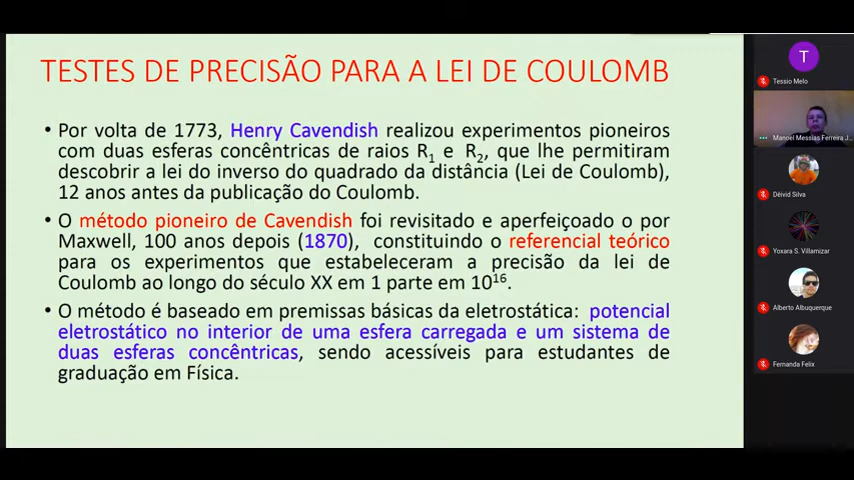 TESTES DE PRECISÃO PARA A LEI DE COULOMB
• Por volta de 1773, Henry Cavendish realizou experimentos pioneiros
com duas esferas concêntricas de raios R₁ e R₂, que lhe permitiram
descobrir a lei do inverso do quadrado da distância (Lei de Coulomb),
12 anos antes da publicação do Coulomb.
• O método pioneiro de Cavendish foi revisitado e aperfeiçoado o por
Maxwell, 100 anos depois (1870), constituindo o referencial teórico
para os experimentos que estabeleceram a precisão da lei de
Coulomb ao longo do século XX em 1 parte em 10¹⁶.
• O método é baseado em premissas básicas da eletrostática: potencial
eletrostático no interior de uma esfera carregada e um sistema de
duas esferas concêntricas, sendo acessíveis para estudantes de
graduação em Física.
T
Tessio Melo
Manoel Messias Ferreira J...
Déivid Silva
Yoxara S. Villamizar
Alberto Albuquerque
Fernanda Felix